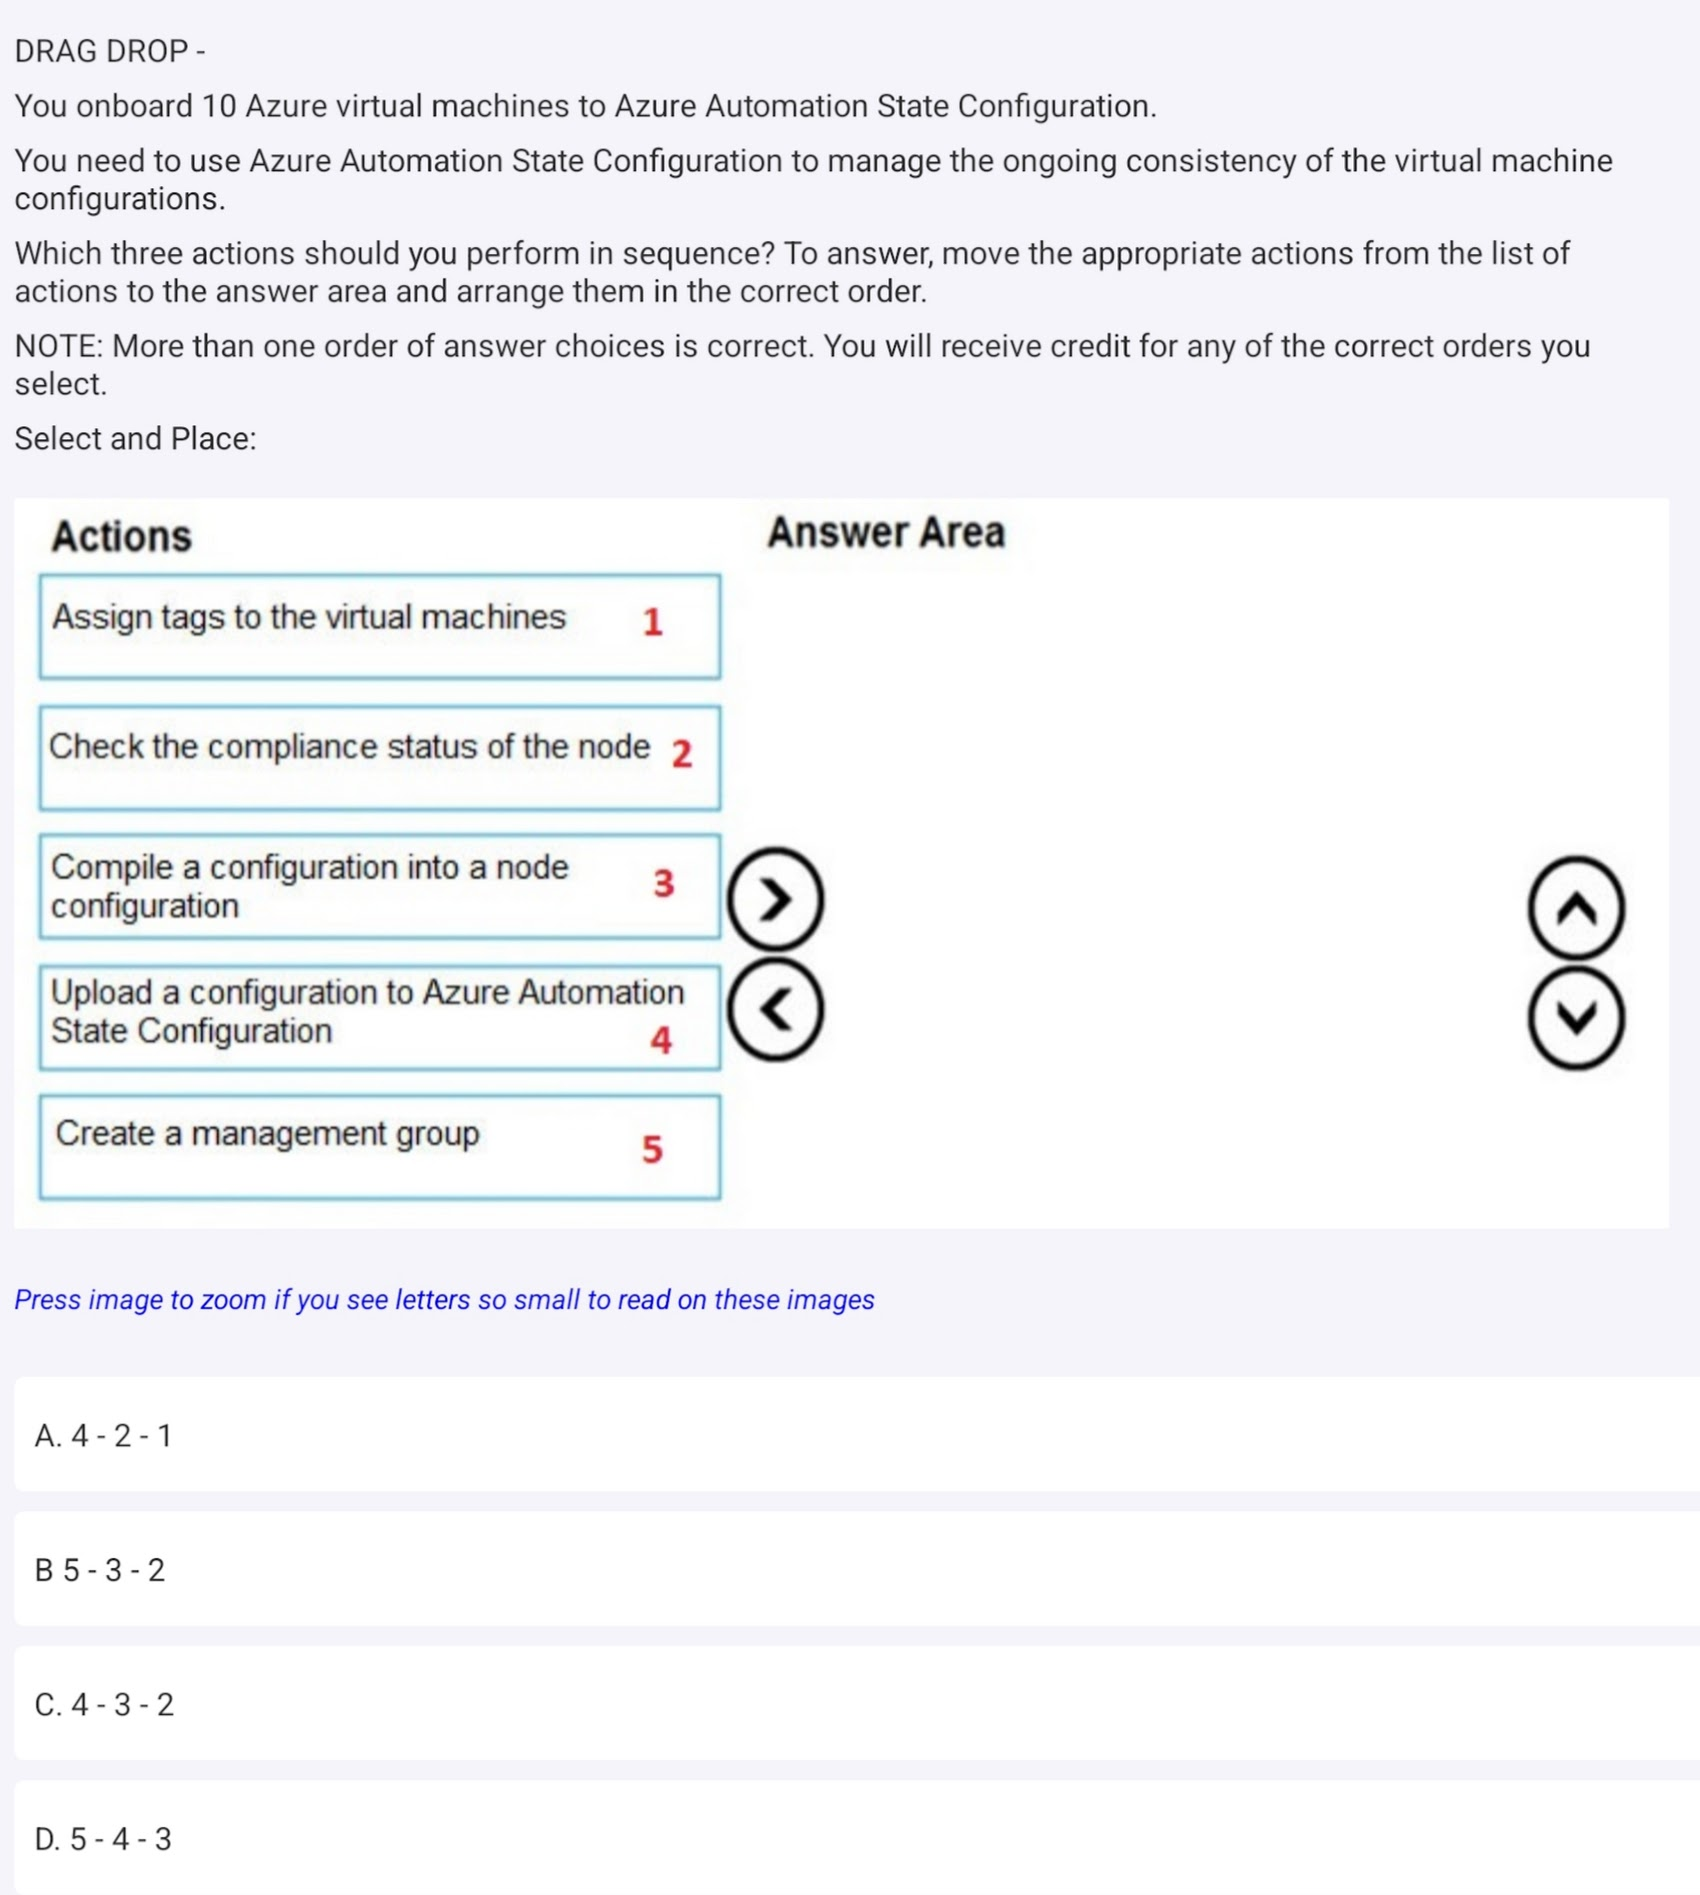 DRAG DROP -
You onboard 10 Azure virtual machines to Azure Automation State Configuration.
You need to use Azure Automation State Configuration to manage the ongoing consistency of the virtual machine
configurations.
Which three actions should you perform in sequence? To answer, move the appropriate actions from the list of
actions to the answer area and arrange them in the correct order.
NOTE: More than one order of answer choices is correct. You will receive credit for any of the correct orders you
select.
Select and Place:
Actions
Answer Area
Assign tags to the virtual machines 1
Check the compliance status of the node 2
Compile a configuration into a node
configuration
3
Upload a configuration to Azure Automation
State Configuration
4
Create a management group 5
Press image to zoom if you see letters so small to read on these images
A. 4 - 2 - 1
B 5 - 3 - 2
C. 4 - 3 - 2
D. 5 - 4 - 3